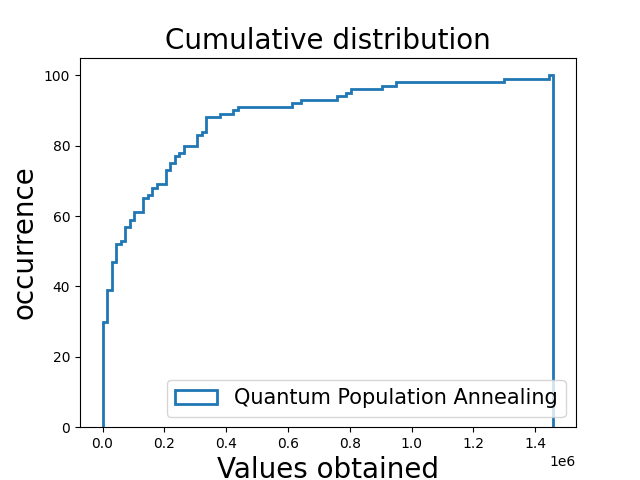 Cumulative distribution
100
80
60
40
20
0
occurrence
Quantum Population Annealing
0.0 0.2 0.4 0.6 0.8 1.0 1.2 1.4
1e6
Values obtained